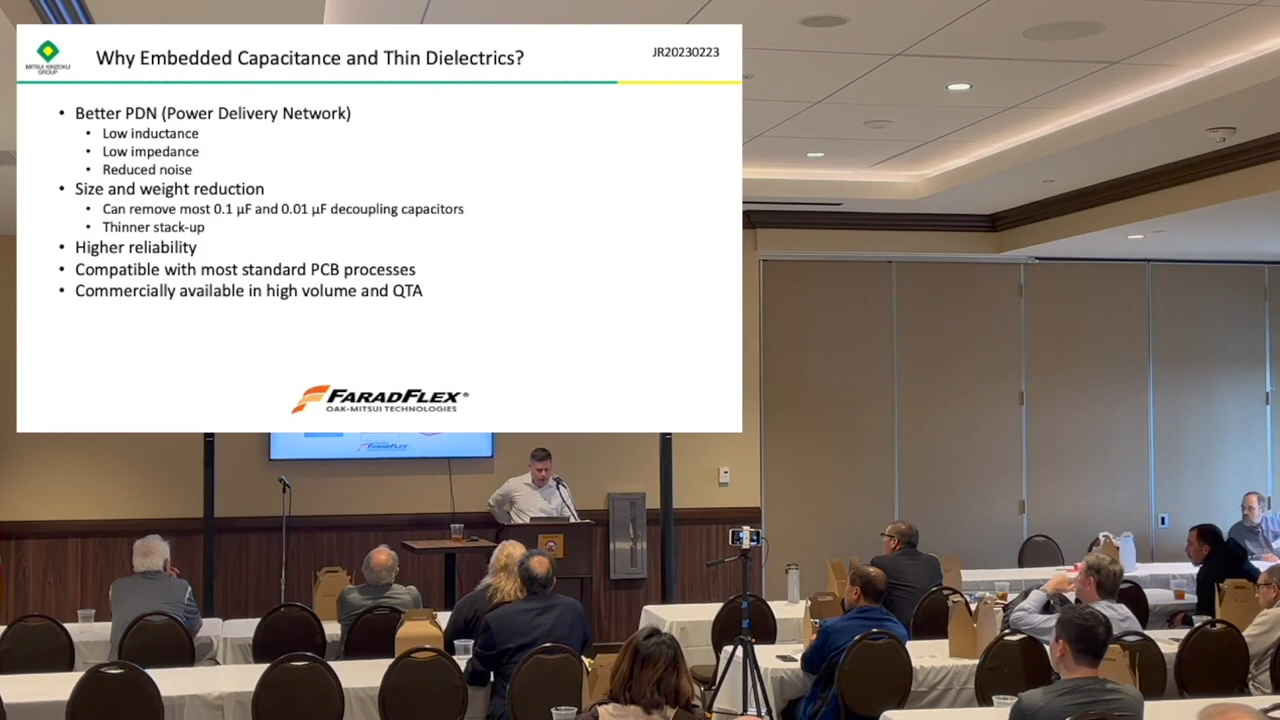 MITSUI KINZOKU
GROUP
Why Embedded Capacitance and Thin Dielectrics?
JR20230223
• Better PDN (Power Delivery Network)
• Low inductance
• Low impedance
• Reduced noise
• Size and weight reduction
• Can remove most 0.1 µF and 0.01 µF decoupling capacitors
• Thinner stack-up
• Higher reliability
• Compatible with most standard PCB processes
• Commercially available in high volume and QTA
FARADFLEX®
OAK-MITSUI TECHNOLOGIES
FARADFLEX